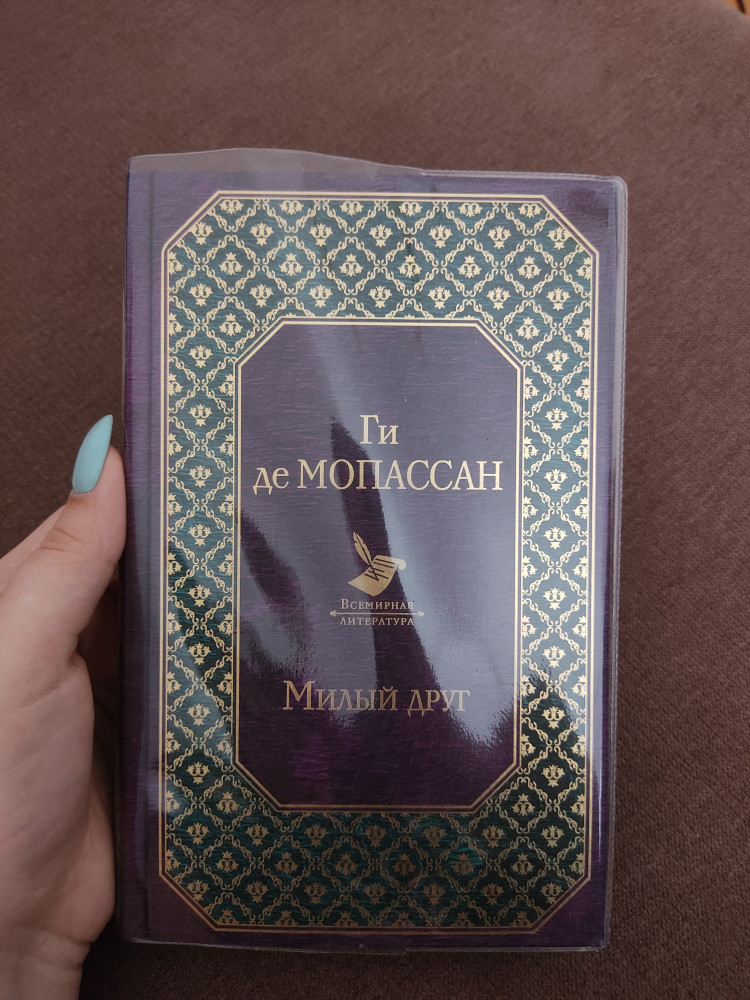 Ги
де МОПАССАН
Всемирная
литература
Милый друг